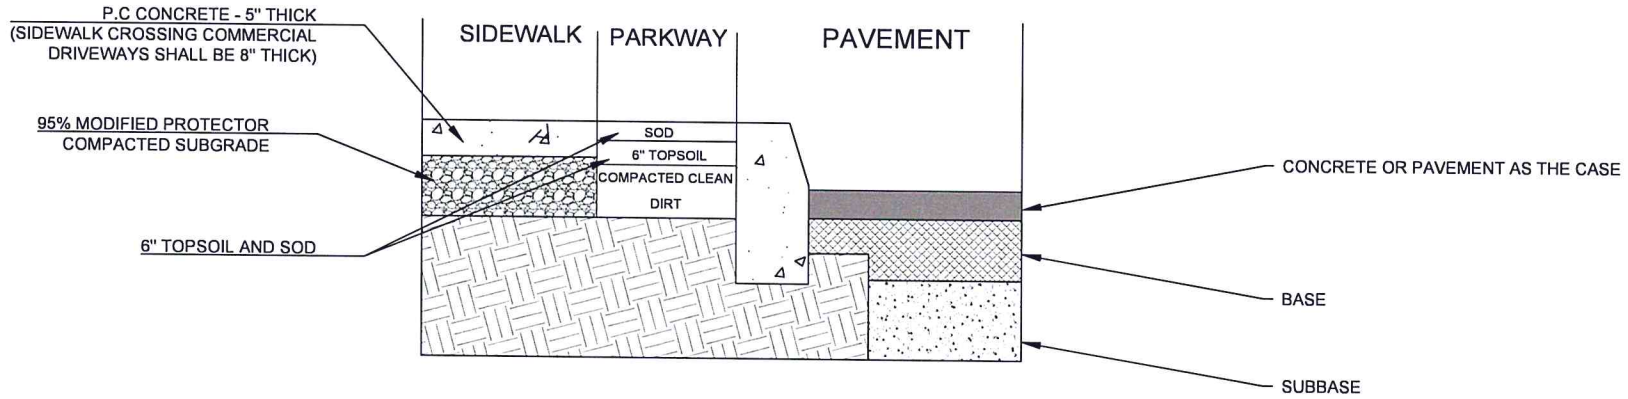 P.C CONCRETE - 5" THICK
(SIDEWALK CROSSING COMMERCIAL
DRIVEWAYS SHALL BE 8" THICK)
SIDEWALK
PARKWAY
PAVEMENT
95% MODIFIED PROTECTOR
COMPACTED SUBGRADE
SOD
6" TOPSOIL
COMPACTED CLEAN
DIRT
6" TOPSOIL AND SOD
CONCRETE OR PAVEMENT AS THE CASE
BASE
SUBBASE